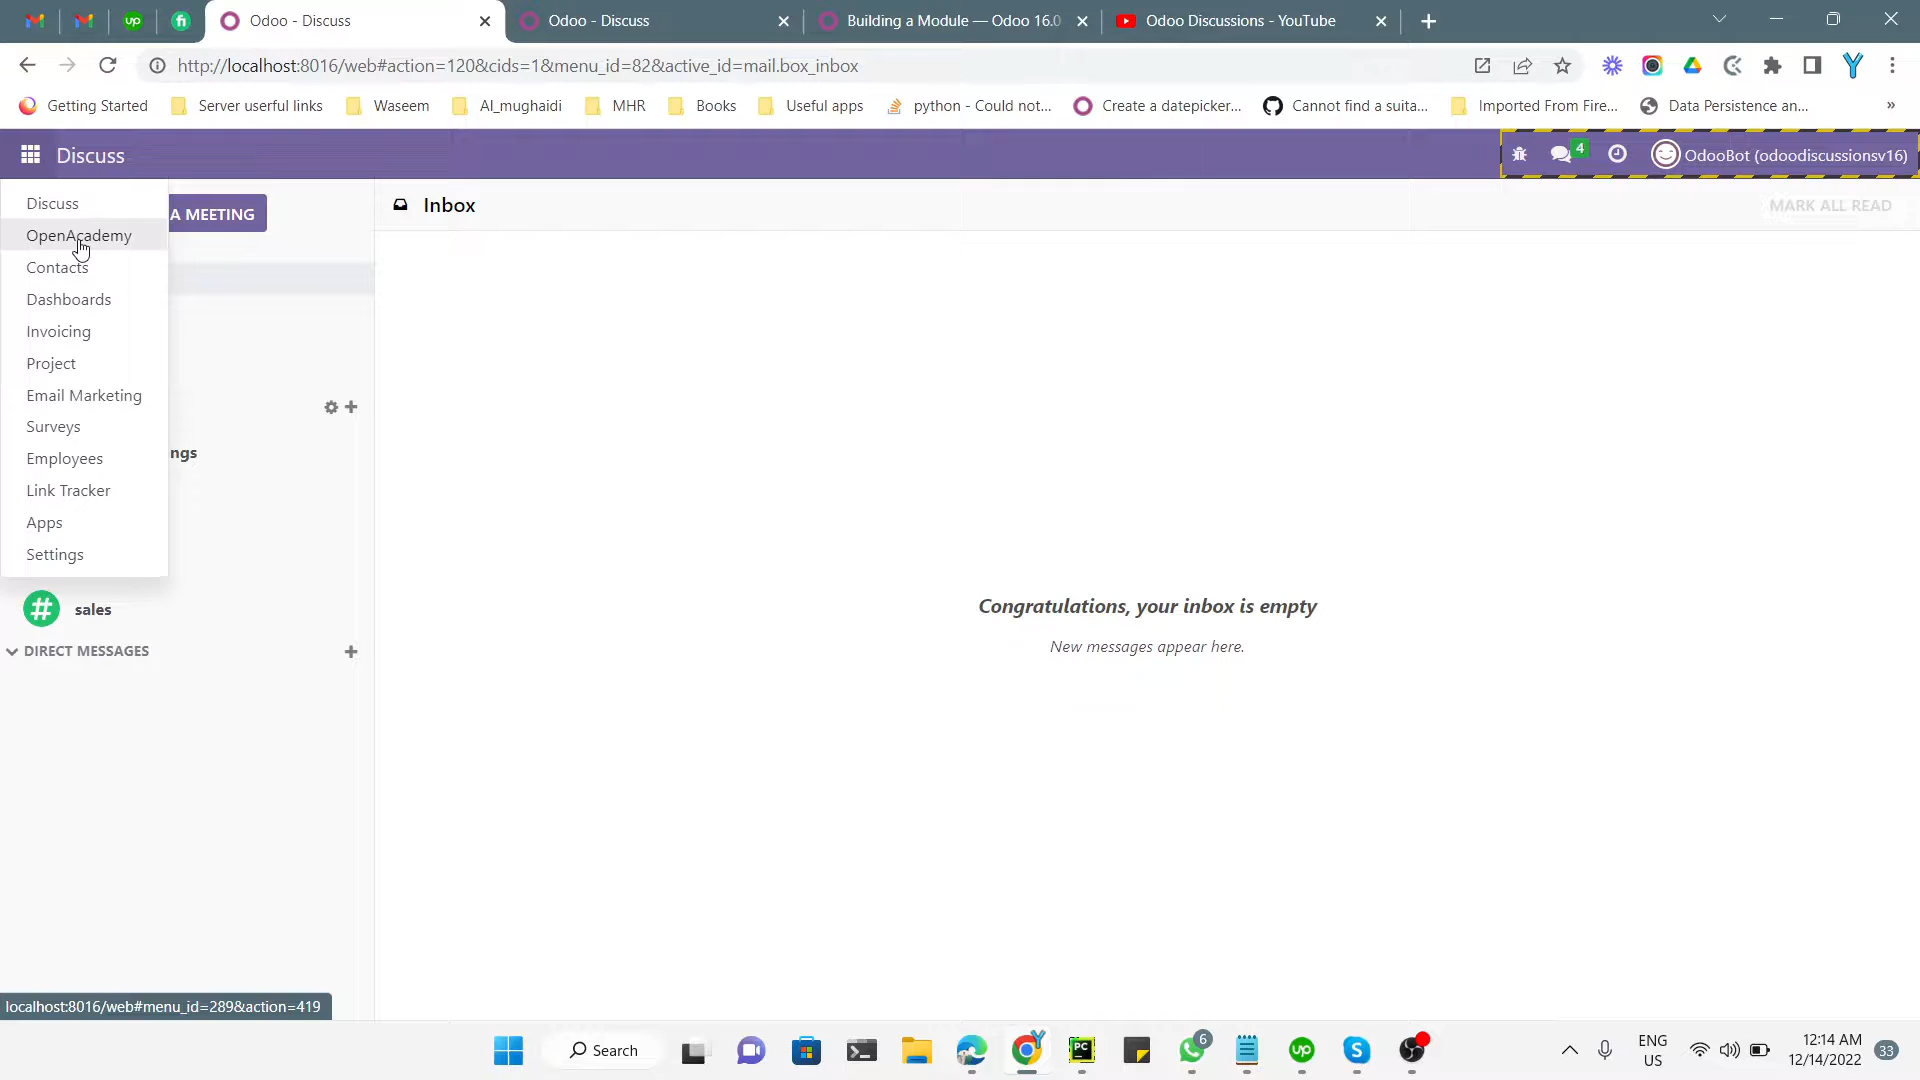 Odoo - Discuss
Odoo - Discuss
Building a Module — Odoo 16.0
Odoo Discussions - YouTube
http://localhost:8016/web#action=120&cids=1&menu_id=82&active_id=mail.box_inbox
Getting Started
Server userful links
Waseem
Al_mughaidi
MHR
Books
Useful apps
python - Could not...
Create a datepicker...
Cannot find a suita...
Imported From Fire...
Data Persistence an...
»
Discuss
4
OdooBot (odoodiscussionsv16)
Discuss
A MEETING
Inbox
MARK ALL READ
OpenAcademy
Contacts
Dashboards
Invoicing
Project
Email Marketing
Surveys
Employees
ngs
Link Tracker
Apps
Settings
# sales
DIRECT MESSAGES
Congratulations, your inbox is empty
New messages appear here.
localhost:8016/web#menu_id=289&action=419
Search
PC
6
up
ENG
US
12:14 AM
12/14/2022
33